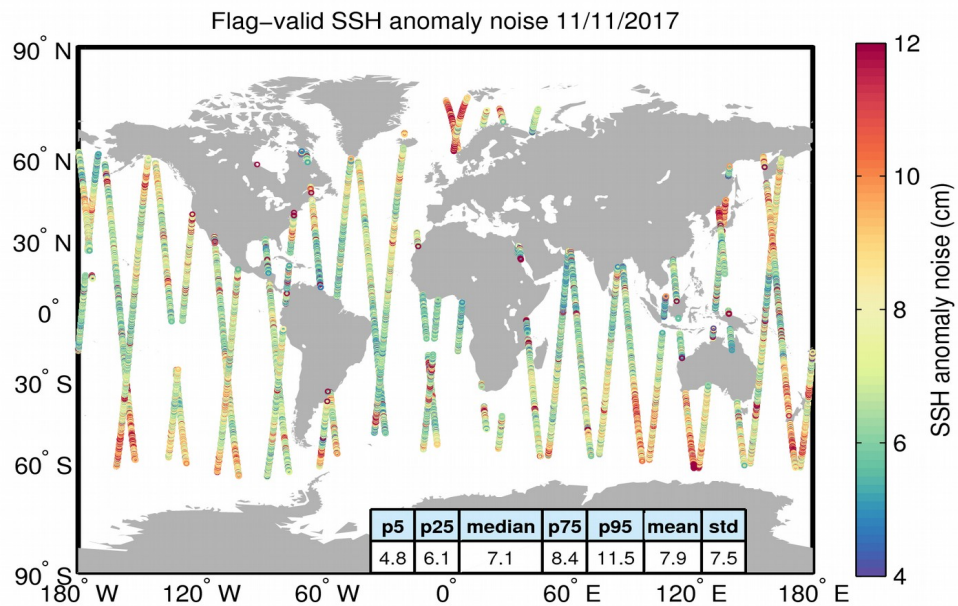 Flag–valid SSH anomaly noise 11/11/2017
90° N
60° N
30° N
0°
30° S
60° S
90° S
180° W
120° W
60° W
0°
60° E
120° E
180° E
12
10
8
6
4
SSH anomaly noise (cm)
p5 p25 median p75 p95 mean std
4.8 6.1 7.1 8.4 11.5 7.9 7.5